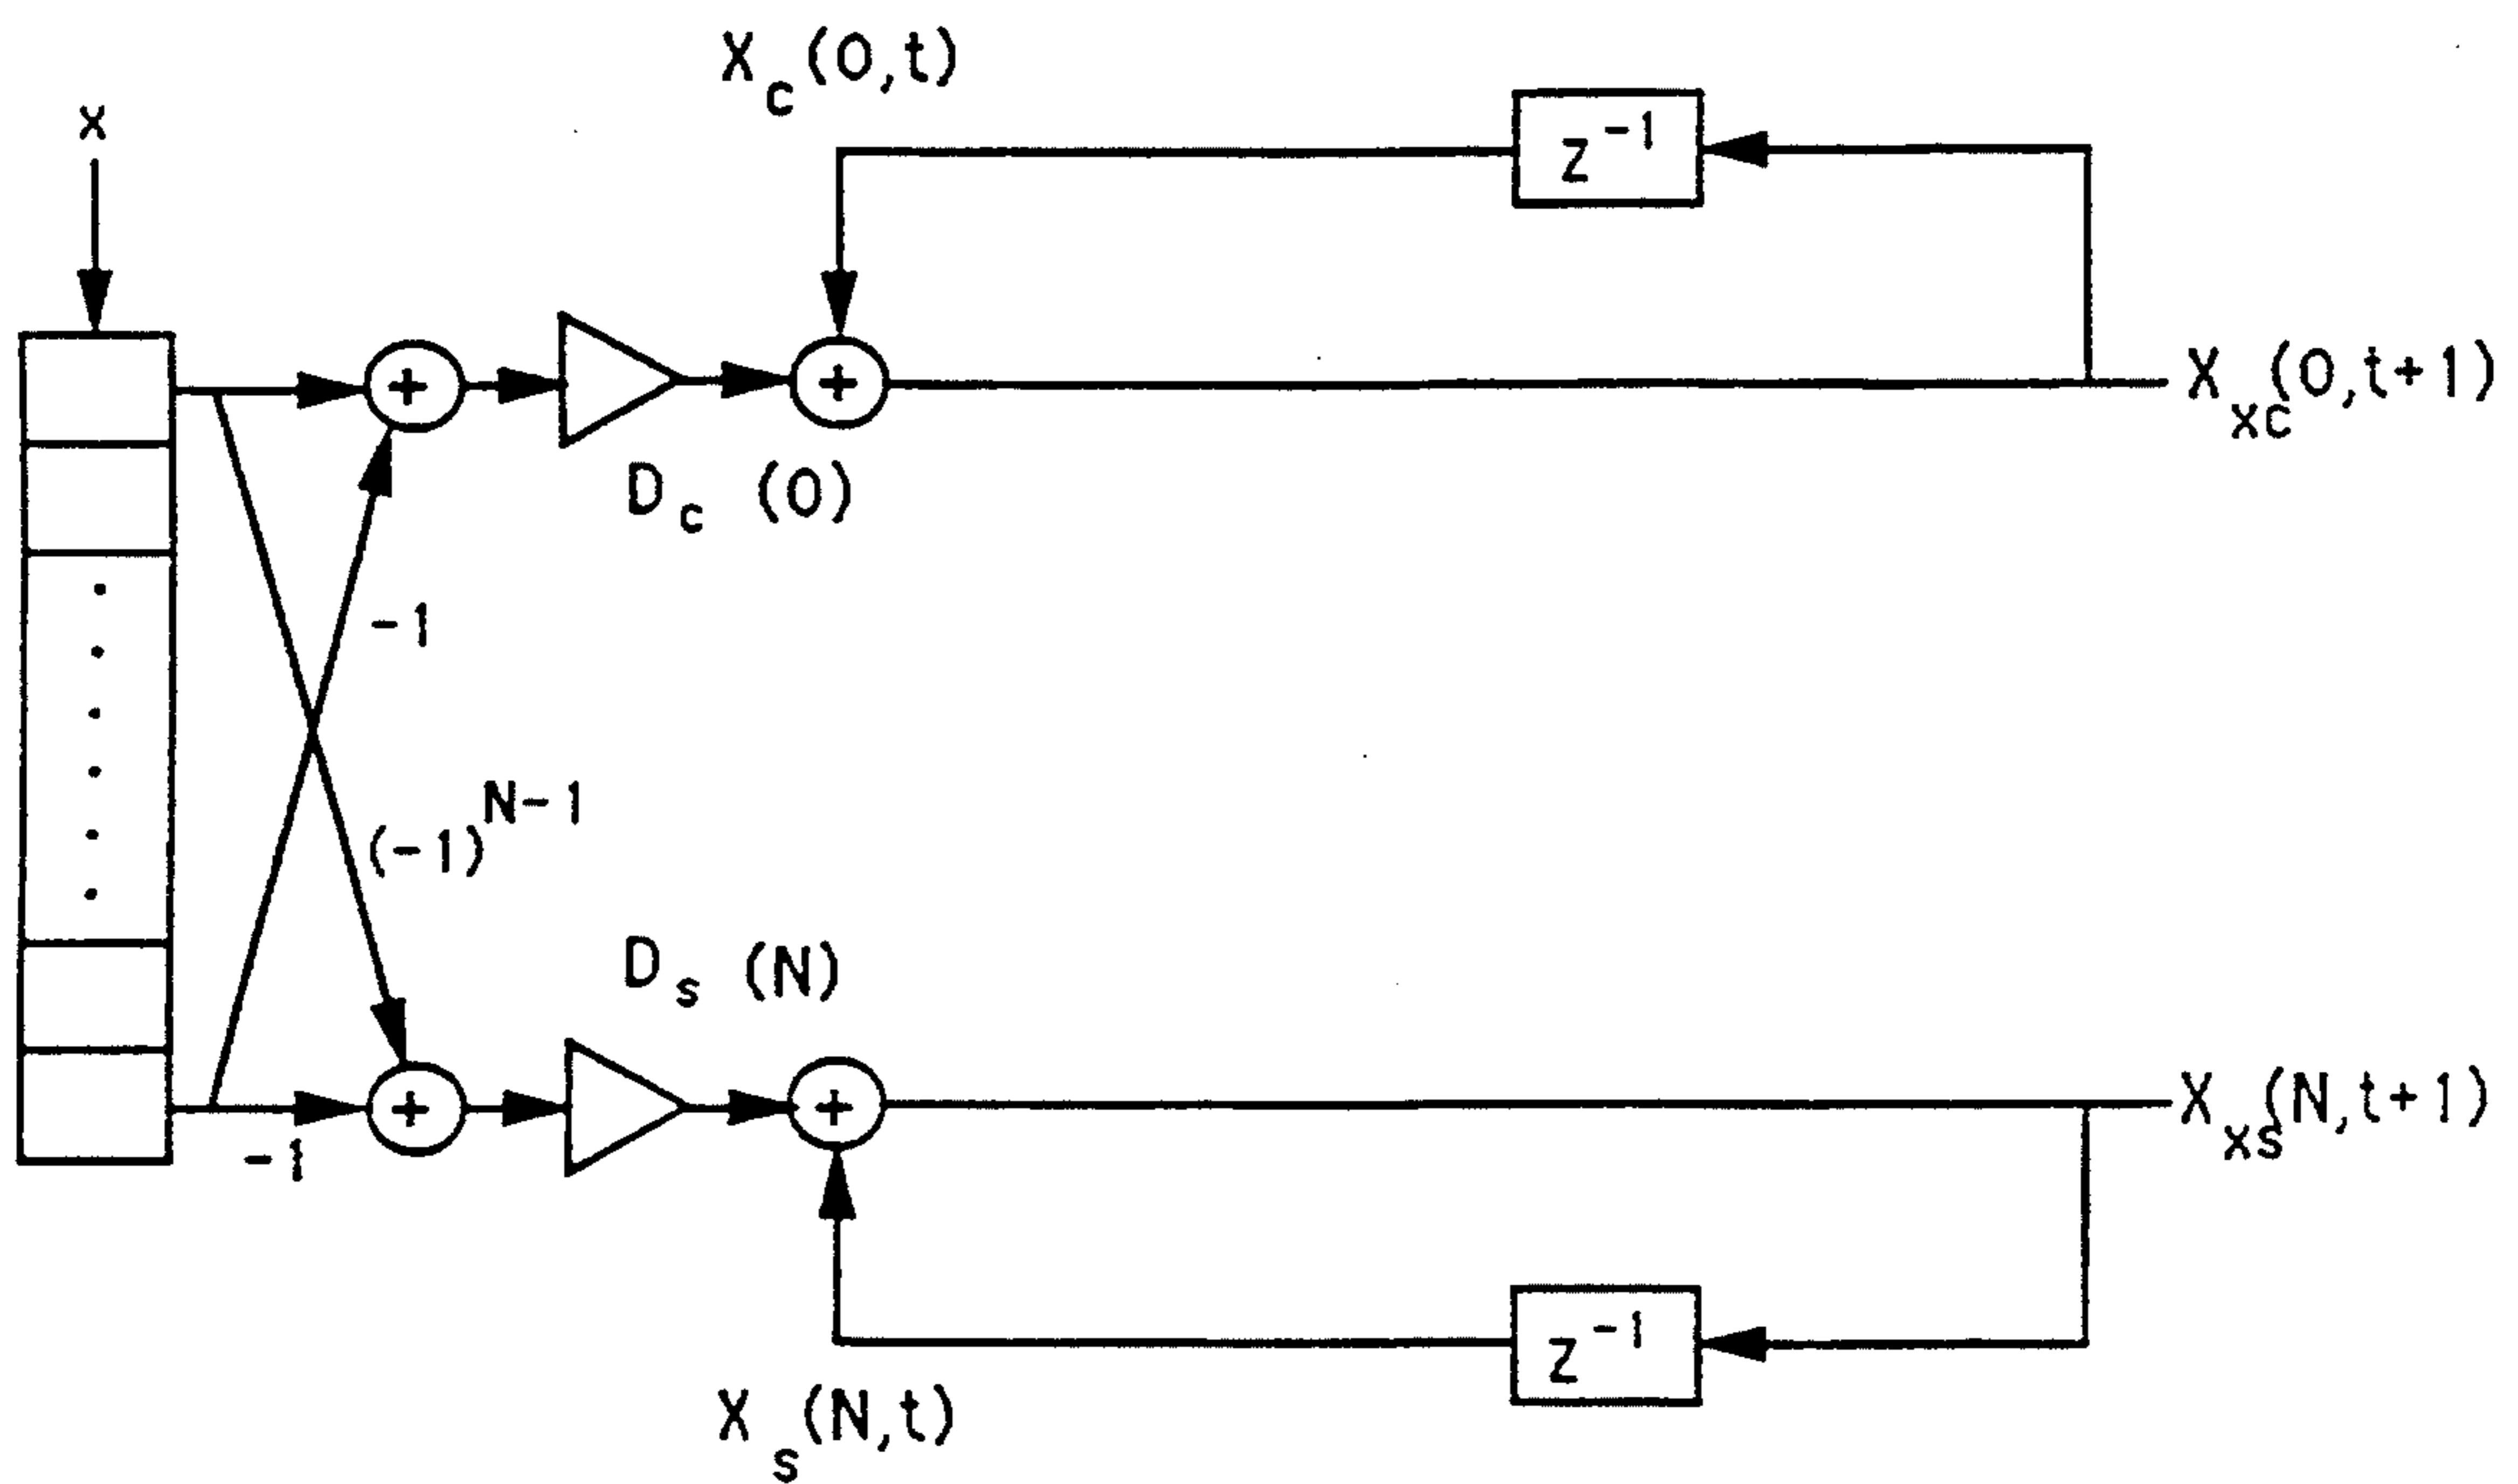 X_c(0,t)
x
z^-1
+
+
X_xc(0,t+1)
D_c (0)
-1
(-1)^N-1
D_s (N)
+
+
X_xs(N,t+1)
-1
z^-1
X_s(N,t)